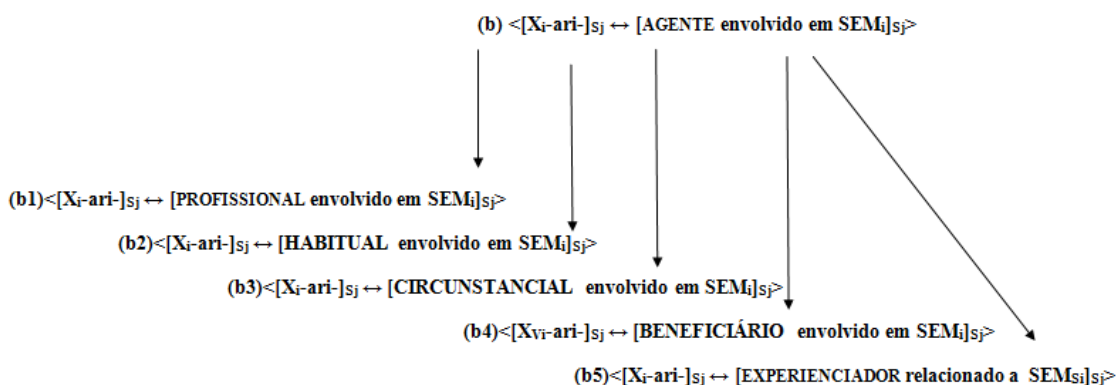 (b) <[Xi-ari-]Sj ↔ [AGENTE envolvido em SEMi]Sj>
(b1)<[Xi-ari-]Sj ↔ [PROFISSIONAL envolvido em SEMi]Sj>
(b2)<[Xi-ari-]Sj ↔ [HABITUAL envolvido em SEMi]Sj>
(b3)<[Xi-ari-]Sj ↔ [CIRCUNSTANCIAL envolvido em SEMi]Sj>
(b4)<[XVi-ari-]Sj ↔ [BENEFICIÁRIO envolvido em SEMi]Sj>
(b5)<[Xi-ari-]Sj ↔ [EXPERIENCIADOR relacionado a SEMSi]Sj>